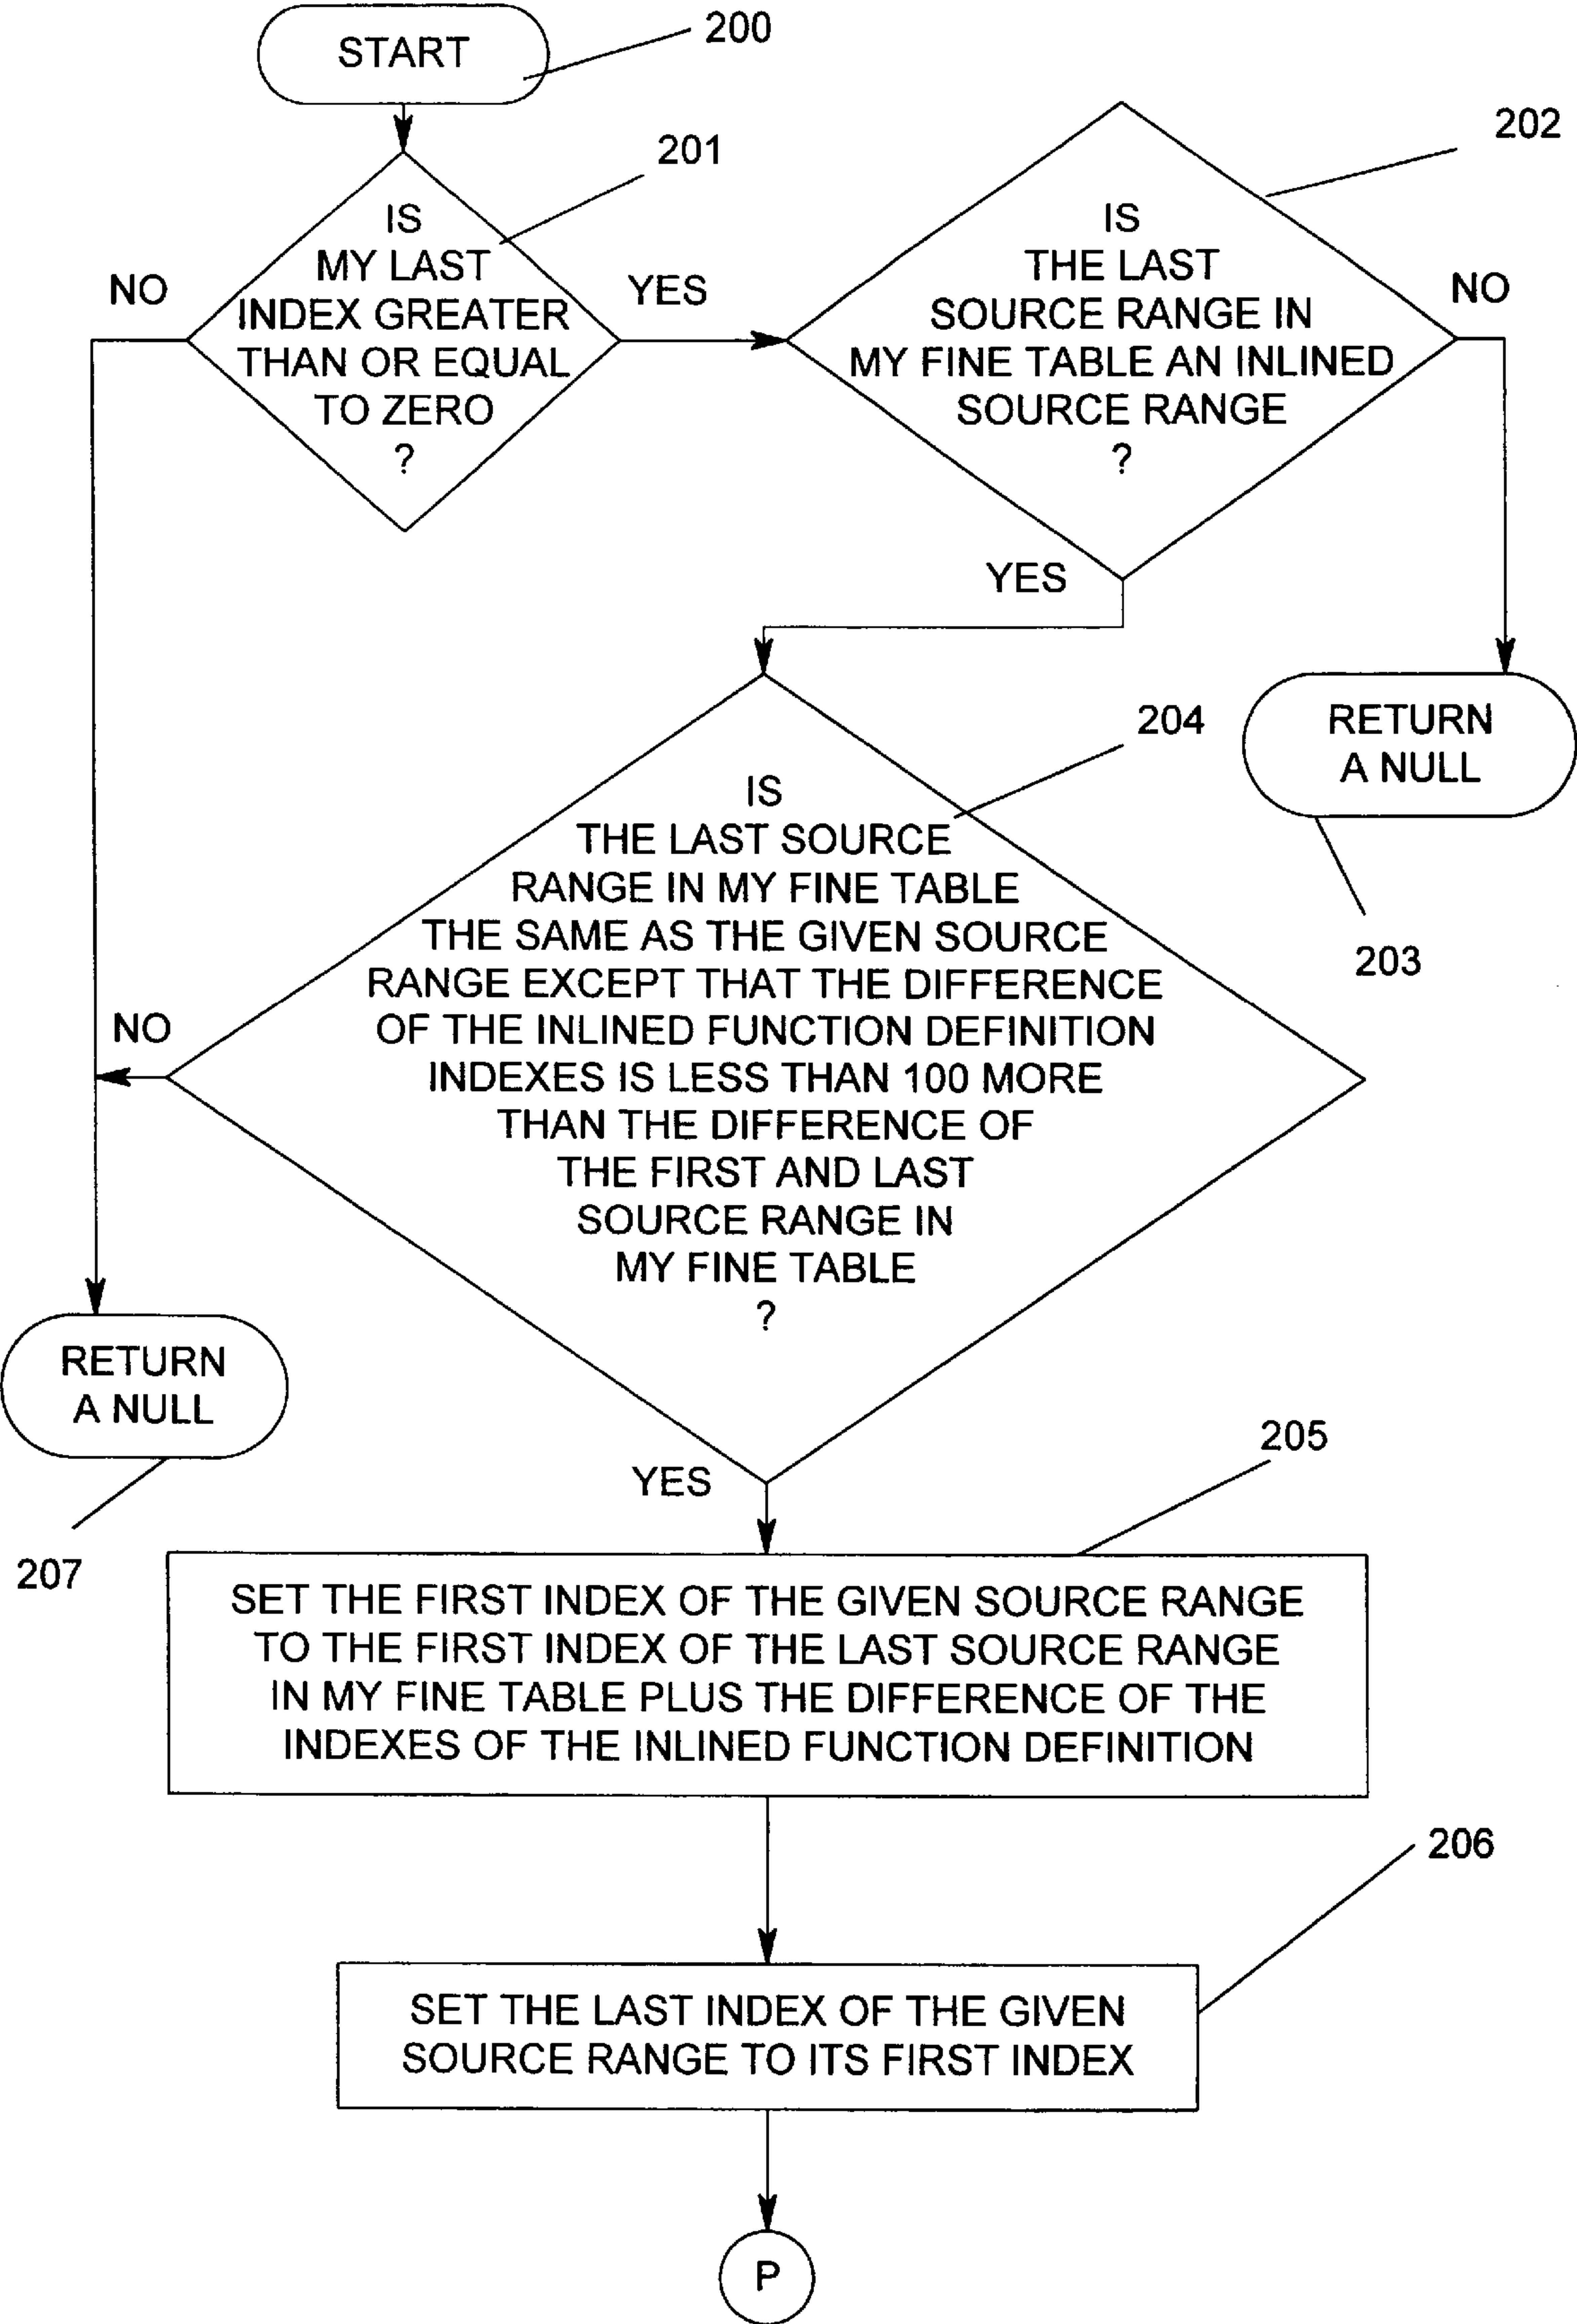 START
200
201
202
IS
MY LAST
INDEX GREATER
THAN OR EQUAL
TO ZERO
?
NO
YES
IS
THE LAST
SOURCE RANGE IN
MY FINE TABLE AN INLINED
SOURCE RANGE
?
NO
YES
RETURN
A NULL
203
204
IS
THE LAST SOURCE
RANGE IN MY FINE TABLE
THE SAME AS THE GIVEN SOURCE
RANGE EXCEPT THAT THE DIFFERENCE
OF THE INLINED FUNCTION DEFINITION
INDEXES IS LESS THAN 100 MORE
THAN THE DIFFERENCE OF
THE FIRST AND LAST
SOURCE RANGE IN
MY FINE TABLE
?
NO
RETURN
A NULL
207
YES
205
SET THE FIRST INDEX OF THE GIVEN SOURCE RANGE
TO THE FIRST INDEX OF THE LAST SOURCE RANGE
IN MY FINE TABLE PLUS THE DIFFERENCE OF THE
INDEXES OF THE INLINED FUNCTION DEFINITION
206
SET THE LAST INDEX OF THE GIVEN
SOURCE RANGE TO ITS FIRST INDEX
P